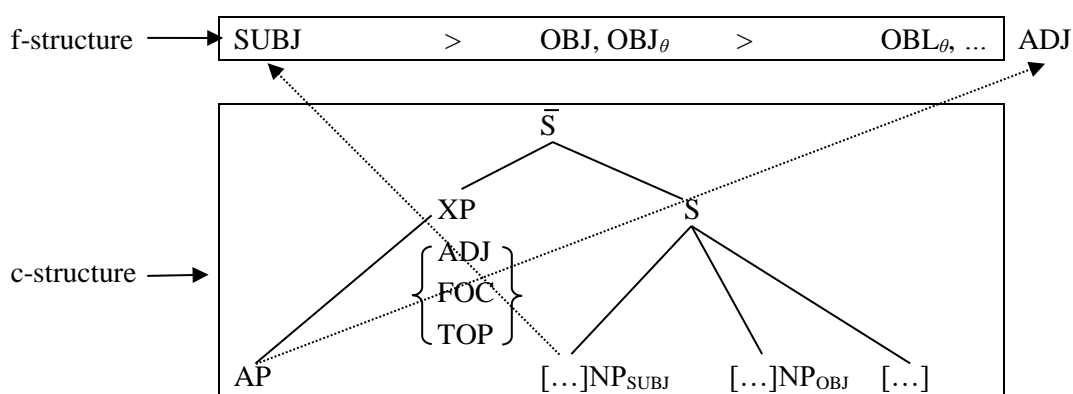 f-structure SUBJ > OBJ, OBJθ > OBLθ, ... ADJ
S̅
XP S
ADJ
c-structure
FOC
TOP
AP […]NPSUBJ […]NPOBJ […]